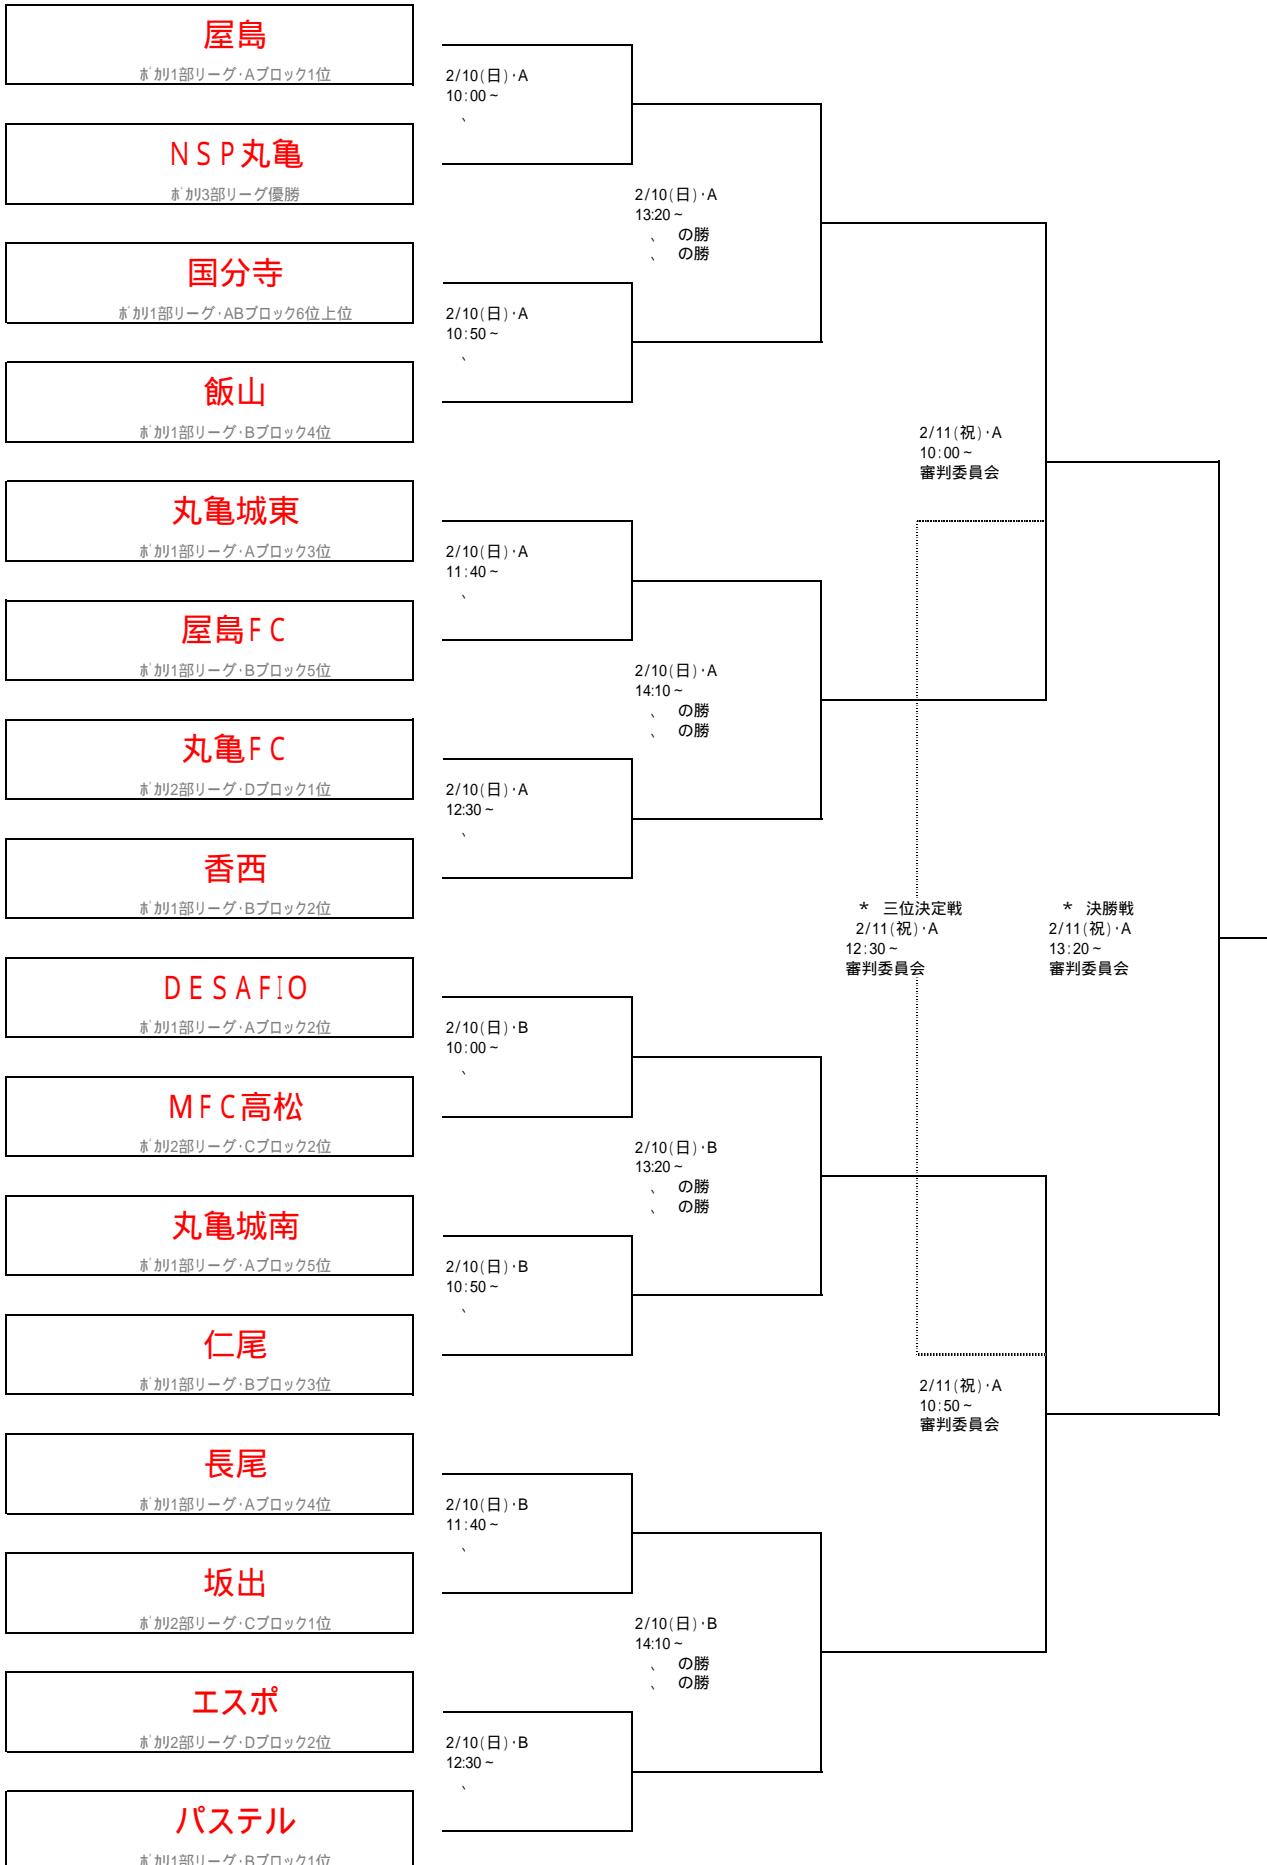 屋島
ﾎﾟｶﾘ1部リーグ・Aブロック1位
NSP丸亀
ﾎﾟｶﾘ3部リーグ優勝
国分寺
ﾎﾟｶﾘ1部リーグ・ABブロック6位上位
飯山
ﾎﾟｶﾘ1部リーグ・Bブロック4位
丸亀城東
ﾎﾟｶﾘ1部リーグ・Aブロック3位
屋島FC
ﾎﾟｶﾘ1部リーグ・Bブロック5位
丸亀FC
ﾎﾟｶﾘ2部リーグ・Dブロック1位
香西
ﾎﾟｶﾘ1部リーグ・Bブロック2位
DESAFIO
ﾎﾟｶﾘ1部リーグ・Aブロック2位
MFC高松
ﾎﾟｶﾘ2部リーグ・Cブロック2位
丸亀城南
ﾎﾟｶﾘ1部リーグ・Aブロック5位
仁尾
ﾎﾟｶﾘ1部リーグ・Bブロック3位
長尾
ﾎﾟｶﾘ1部リーグ・Aブロック4位
坂出
ﾎﾟｶﾘ2部リーグ・Cブロック1位
エスポ
ﾎﾟｶﾘ2部リーグ・Dブロック2位
パステル
ﾎﾟｶﾘ1部リーグ・Bブロック1位
2/10(日)・A
10:00~
、
2/10(日)・A
10:50~
、
2/10(日)・A
11:40~
、
2/10(日)・A
12:30~
、
2/10(日)・B
10:00~
、
2/10(日)・B
10:50~
、
2/10(日)・B
11:40~
、
2/10(日)・B
12:30~
、
2/10(日)・A
13:20~
、 の勝
、 の勝
2/10(日)・A
14:10~
、 の勝
、 の勝
2/10(日)・B
13:20~
、 の勝
、 の勝
2/10(日)・B
14:10~
、 の勝
、 の勝
2/11(祝)・A
10:00~
審判委員会
* 三位決定戦
2/11(祝)・A
12:30~
審判委員会
2/11(祝)・A
10:50~
審判委員会
* 決勝戦
2/11(祝)・A
13:20~
審判委員会